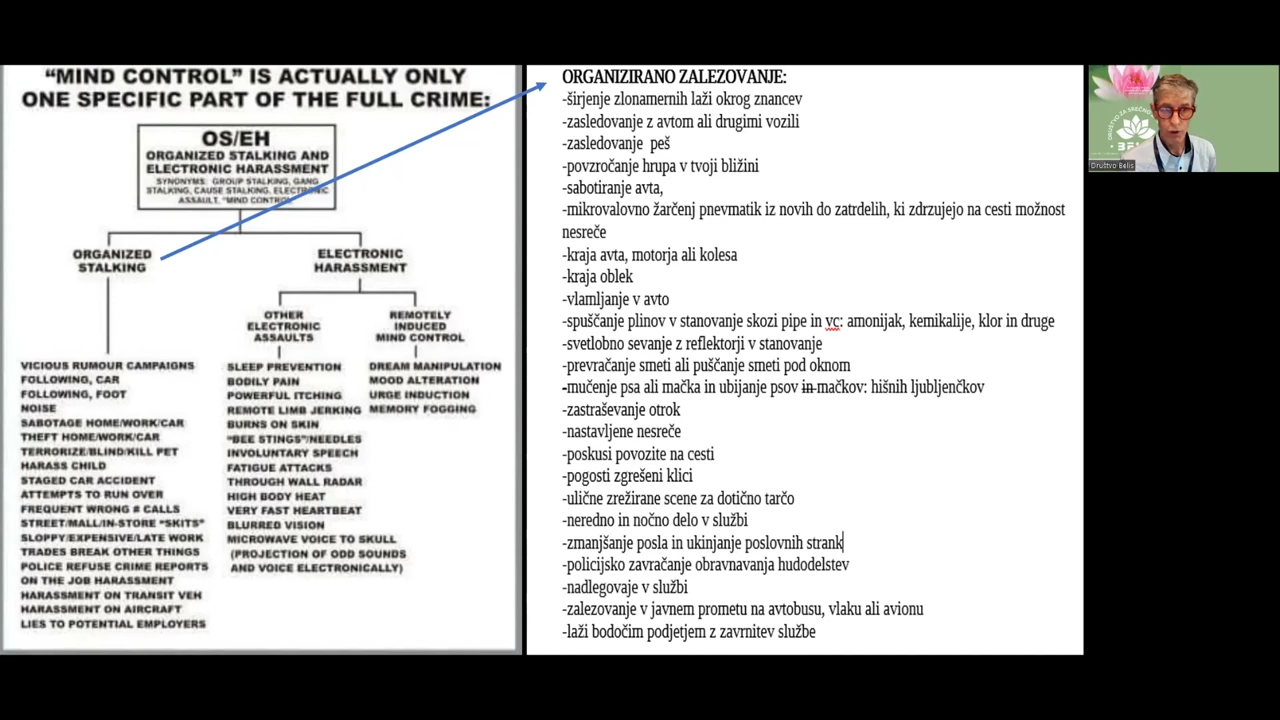 “MIND CONTROL” IS ACTUALLY ONLY
ONE SPECIFIC PART OF THE FULL CRIME:
OS/EH
ORGANIZED STALKING AND
ELECTRONIC HARASSMENT
SYNONYMS: GROUP STALKING, GANG
STALKING, CAUSE STALKING, ELECTRONIC
ASSAULT, "MIND CONTROL"
ORGANIZED
STALKING
ELECTRONIC
HARASSMENT
OTHER
ELECTRONIC
ASSAULTS
REMOTELY
INDUCED
MIND CONTROL
VICIOUS RUMOUR CAMPAIGNS
FOLLOWING, CAR
FOLLOWING, FOOT
NOISE
SABOTAGE HOME/WORK/CAR
THEFT HOME/WORK/CAR
TERRORIZE/BLIND/KILL PET
HARASS CHILD
STAGED CAR ACCIDENT
ATTEMPTS TO RUN OVER
FREQUENT WRONG # CALLS
STREET/MALL/IN-STORE "SKITS"
SLOPPY/EXPENSIVE/LATE WORK
TRADES BREAK OTHER THINGS
POLICE REFUSE CRIME REPORTS
ON THE JOB HARASSMENT
HARASSMENT ON TRANSIT VEH
HARASSMENT ON AIRCRAFT
LIES TO POTENTIAL EMPLOYERS
SLEEP PREVENTION
BODILY PAIN
POWERFUL ITCHING
REMOTE LIMB JERKING
BURNS ON SKIN
"BEE STINGS"/NEEDLES
INVOLUNTARY SPEECH
FATIGUE ATTACKS
THROUGH WALL RADAR
HIGH BODY HEAT
VERY FAST HEARTBEAT
BLURRED VISION
MICROWAVE VOICE TO SKULL
(PROJECTION OF ODD SOUNDS
AND VOICE ELECTRONICALLY)
DREAM MANIPULATION
MOOD ALTERATION
URGE INDUCTION
MEMORY FOGGING
ORGANIZIRANO ZALEZOVANJE:
-širjenje zlonamernih laži okrog znancev
-zasledovanje z avtom ali drugimi vozili
-zasledovanje peš
-povzročanje hrupa v tvoji bližini
-sabotiranje avta,
-mikrovalovno žarčenj pnevmatik iz novih do zatrdelih, ki zdrzujejo na cesti možnost
nesreče
-kraja avta, motorja ali kolesa
-kraja oblek
-vlamljanje v avto
-spuščanje plinov v stanovanje skozi pipe in vc: amonijak, kemikalije, klor in druge
-svetlobno sevanje z reflektorji v stanovanje
-prevračanje smeti ali puščanje smeti pod oknom
-mučenje psa ali mačka in ubijanje psov in mačkov: hišnih ljubljenčkov
-zastraševanje otrok
-nastavljene nesreče
-poskusi povozite na cesti
-pogosti zgrešeni klici
-ulične zrežirane scene za dotično tarčo
-neredno in nočno delo v službi
-zmanjšanje posla in ukinjanje poslovnih strank
-policijsko zavračanje obravnavanja hudodelstev
-nadlegovaje v službi
-zalezovanje v javnem prometu na avtobusu, vlaku ali avionu
-laži bodočim podjetjem z zavrnitev službe
Društvo Belis